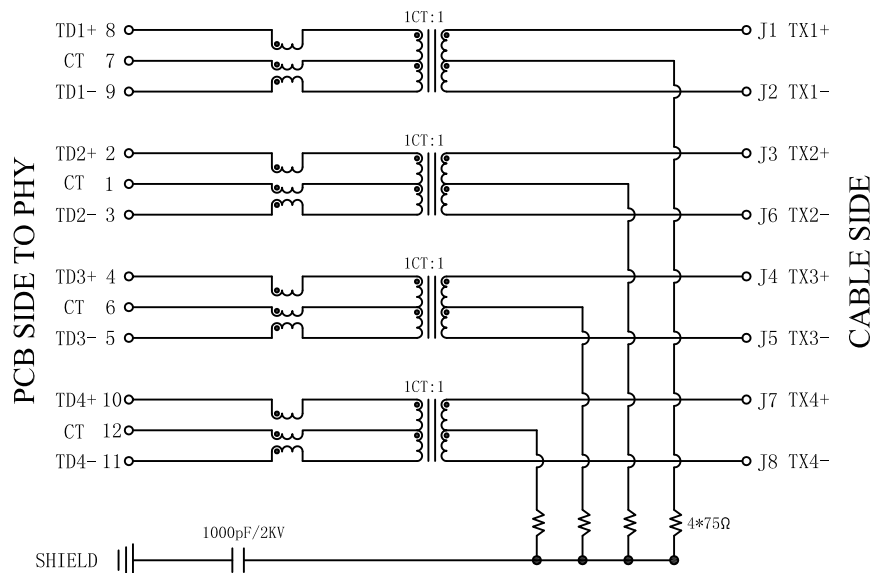 1CT:1
TD1+ 8
J1 TX1+
CT 7
TD1- 9
J2 TX1-
1CT:1
TD2+ 2
J3 TX2+
CT 1
TD2- 3
J6 TX2-
PCB SIDE TO PHY
CABLE SIDE
1CT:1
TD3+ 4
J4 TX3+
CT 6
TD3- 5
J5 TX3-
1CT:1
TD4+ 10
J7 TX4+
CT 12
TD4- 11
J8 TX4-
4*75Ω
1000pF/2KV
SHIELD